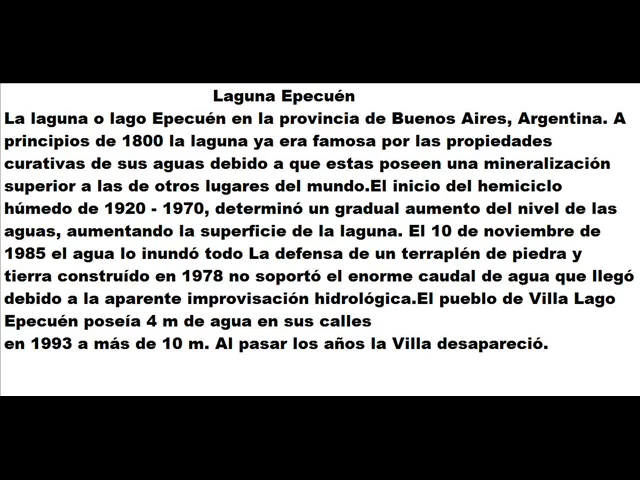 Laguna Epecuén
La laguna o lago Epecuén en la provincia de Buenos Aires, Argentina. A
principios de 1800 la laguna ya era famosa por las propiedades
curativas de sus aguas debido a que estas poseen una mineralización
superior a las de otros lugares del mundo.El inicio del hemiciclo
húmedo de 1920 - 1970, determinó un gradual aumento del nivel de las
aguas, aumentando la superficie de la laguna. El 10 de noviembre de
1985 el agua lo inundó todo La defensa de un terraplén de piedra y
tierra construído en 1978 no soportó el enorme caudal de agua que llegó
debido a la aparente improvisación hidrológica.El pueblo de Villa Lago
Epecuén poseía 4 m de agua en sus calles
en 1993 a más de 10 m. Al pasar los años la Villa desapareció.